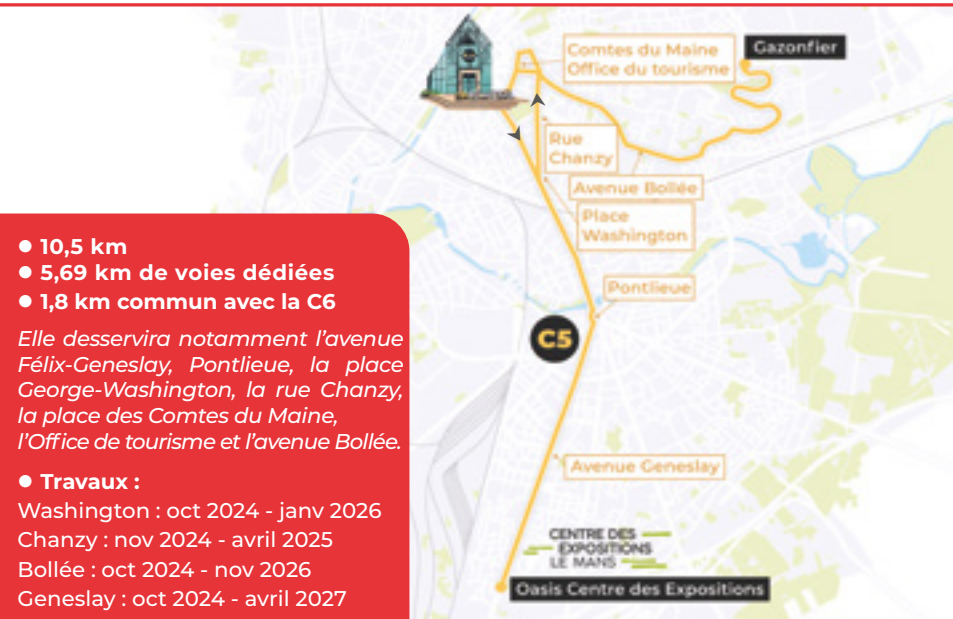 Comtes du Maine
Office du tourisme
Gazonfier
Rue
Chanzy
Avenue Bollée
Place
Washington
Pontlieue
C5
Avenue Geneslay
CENTRE DES
EXPOSITIONS
LE MANS
Oasis Centre des Expositions
● 10,5 km
● 5,69 km de voies dédiées
● 1,8 km commun avec la C6
Elle desservira notamment l’avenue
Félix-Geneslay, Pontlieue, la place
George-Washington, la rue Chanzy,
la place des Comtes du Maine,
l’Office de tourisme et l’avenue Bollée.
● Travaux :
Washington : oct 2024 - janv 2026
Chanzy : nov 2024 - avril 2025
Bollée : oct 2024 - nov 2026
Geneslay : oct 2024 - avril 2027